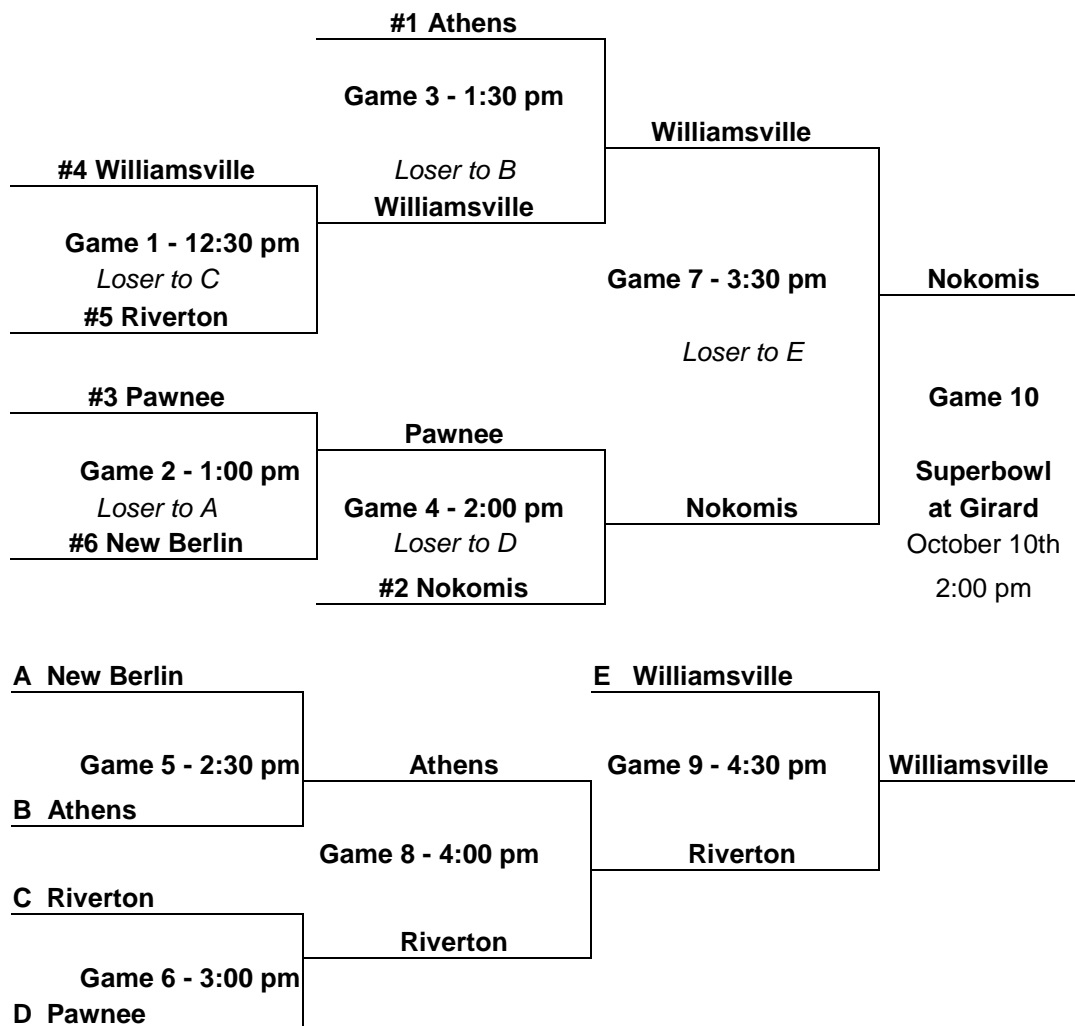 #1 Athens
Game 3 - 1:30 pm
Williamsville
#4 Williamsville
Loser to B
Williamsville
Game 1 - 12:30 pm
Loser to C
Game 7 - 3:30 pm
Nokomis
#5 Riverton
Loser to E
#3 Pawnee
Game 10
Pawnee
Game 2 - 1:00 pm
Superbowl
Loser to A
Game 4 - 2:00 pm
Nokomis
at Girard
#6 New Berlin
Loser to D
October 10th
#2 Nokomis
2:00 pm
A New Berlin
E Williamsville
Game 5 - 2:30 pm
Athens
Game 9 - 4:30 pm
Williamsville
B Athens
Game 8 - 4:00 pm
Riverton
C Riverton
Riverton
Game 6 - 3:00 pm
D Pawnee